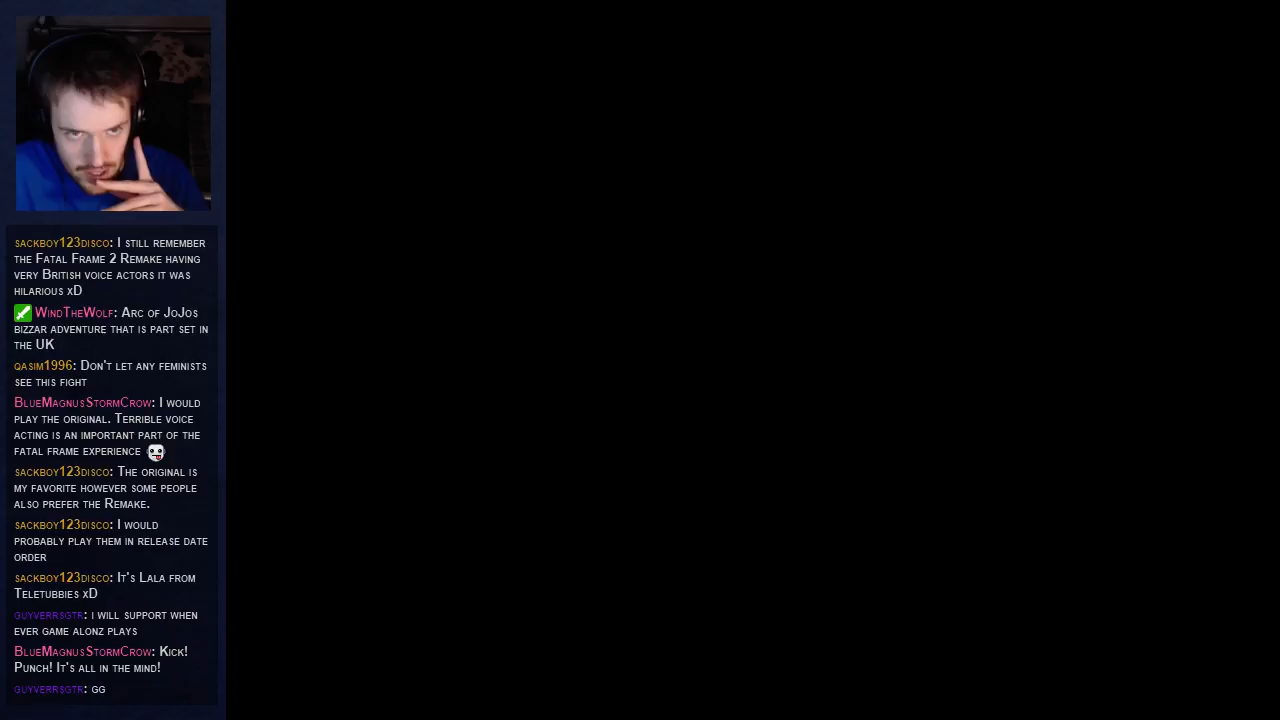 sackboy123disco: I still remember
the Fatal Frame 2 Remake having
very British voice actors it was
hilarious xD
WindTheWolf: Arc of JoJos
bizzar adventure that is part set in
the UK
qasim1996: Don't let any feminists
see this fight
BlueMagnusStormCrow: I would
play the original. Terrible voice
acting is an important part of the
fatal frame experience
sackboy123disco: The original is
my favorite however some people
also prefer the Remake.
sackboy123disco: I would
probably play them in release date
order
sackboy123disco: It's Lala from
Teletubbies xD
guyverrsgtr: i will support when
ever game alonz plays
BlueMagnusStormCrow: Kick!
Punch! It's all in the mind!
guyverrsgtr: gg